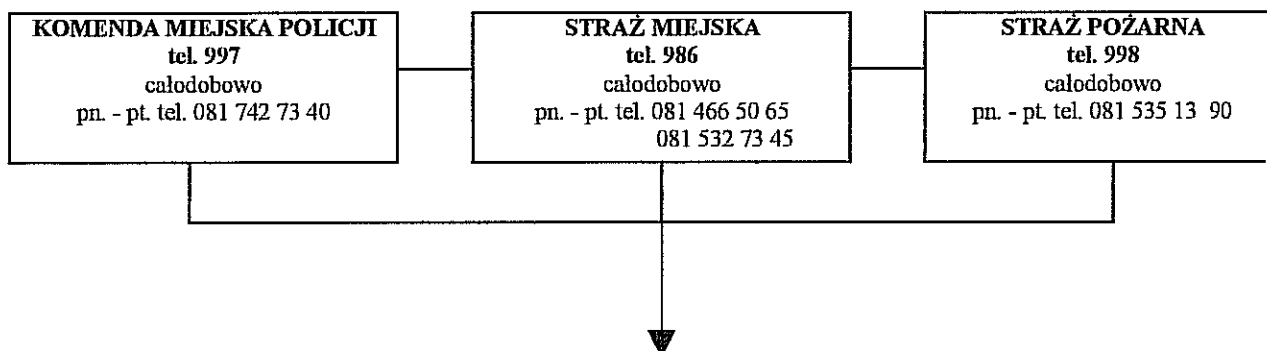 KOMENDA MIEJSKA POLICJI
tel. 997
całodobowo
pn. - pt. tel. 081 742 73 40
STRAŻ MIEJSKA
tel. 986
całodobowo
pn. - pt. tel. 081 466 50 65
081 532 73 45
STRAŻ POŻARNA
tel. 998
całodobowo
pn. - pt. tel. 081 535 13 90